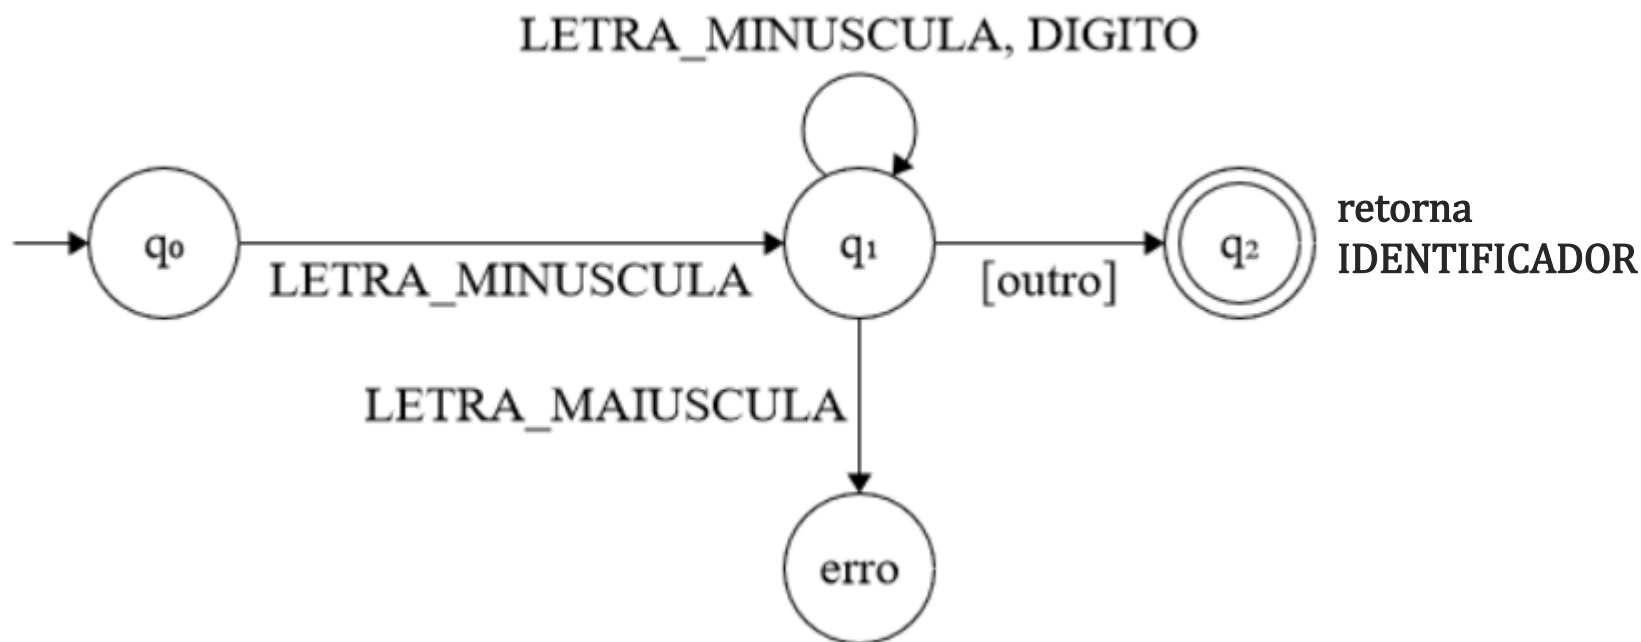 LETRA_MINUSCULA, DIGITO
q₀
LETRA_MINUSCULA
q₁
[outro]
q₂
retorna
IDENTIFICADOR
LETRA_MAIUSCULA
erro